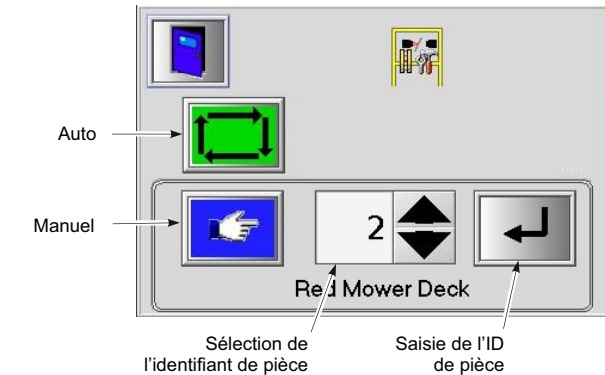 Auto
Manuel
2
Red Mower Deck
Sélection de
l'identifiant de pièce
Saisie de l'ID
de pièce